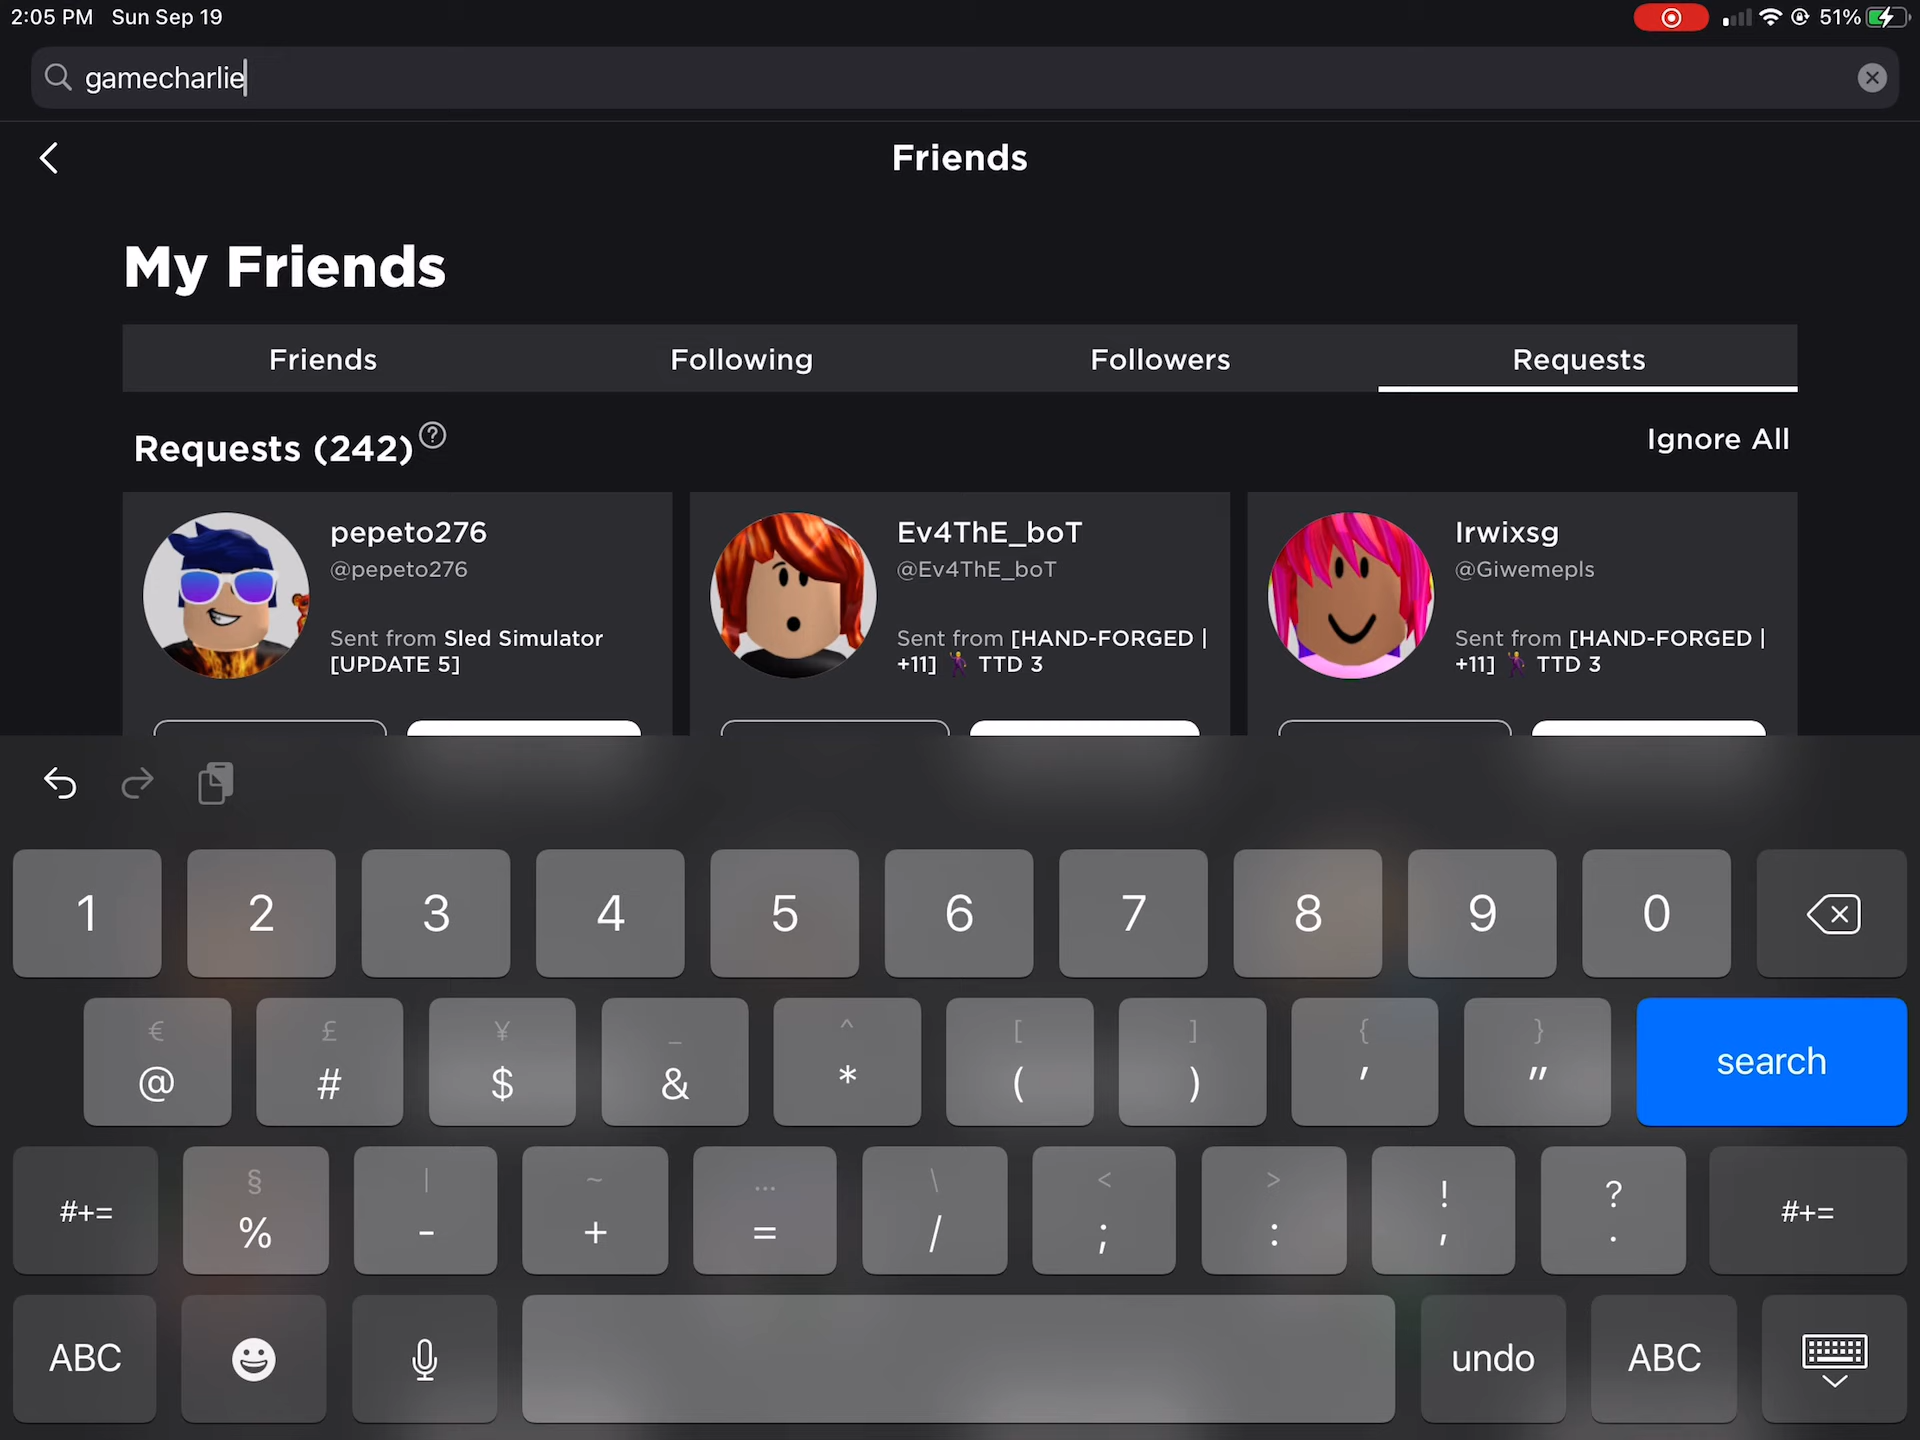 2:05 PM Sun Sep 19
51%
gamecharlie
Friends
My Friends
Friends Following Followers Requests
Requests (242) ?
Ignore All
pepeto276
@pepeto276
Sent from Sled Simulator
[UPDATE 5]
Ev4ThE_boT
@Ev4ThE_boT
Sent from [HAND-FORGED |
+11] TTD 3
Irwixsg
@Giwemepls
Sent from [HAND-FORGED |
+11] TTD 3
1 2 3 4 5 6 7 8 9 0
€ £ ¥ _ ^ [ ] { }
@ # $ & * ( ) ' " search
§ | ~ … \ < > ! ?
#+= % - + = / ; : , . #+=
ABC undo ABC